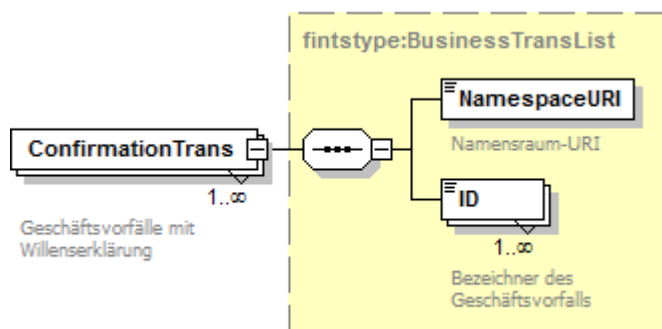 fintstype:BusinessTransList
NamespaceURI
Namensraum-URI
ConfirmationTrans
1..∞
Geschäftsvorfälle mit
Willenserklärung
ID
1..∞
Bezeichner des
Geschäftsvorfalls